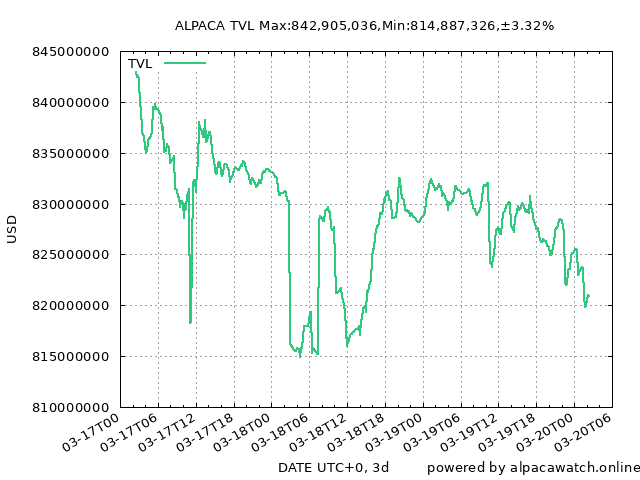 ALPACA TVL Max:842,905,036,Min:814,887,326,±3.32%
TVL
845000000
840000000
835000000
830000000
825000000
820000000
815000000
810000000
USD
03-17T00
03-17T06
03-17T12
03-17T18
03-18T00
03-18T06
03-18T12
03-18T18
03-19T00
03-19T06
03-19T12
03-19T18
03-20T00
03-20T06
DATE UTC+0, 3d
powered by alpacawatch.online